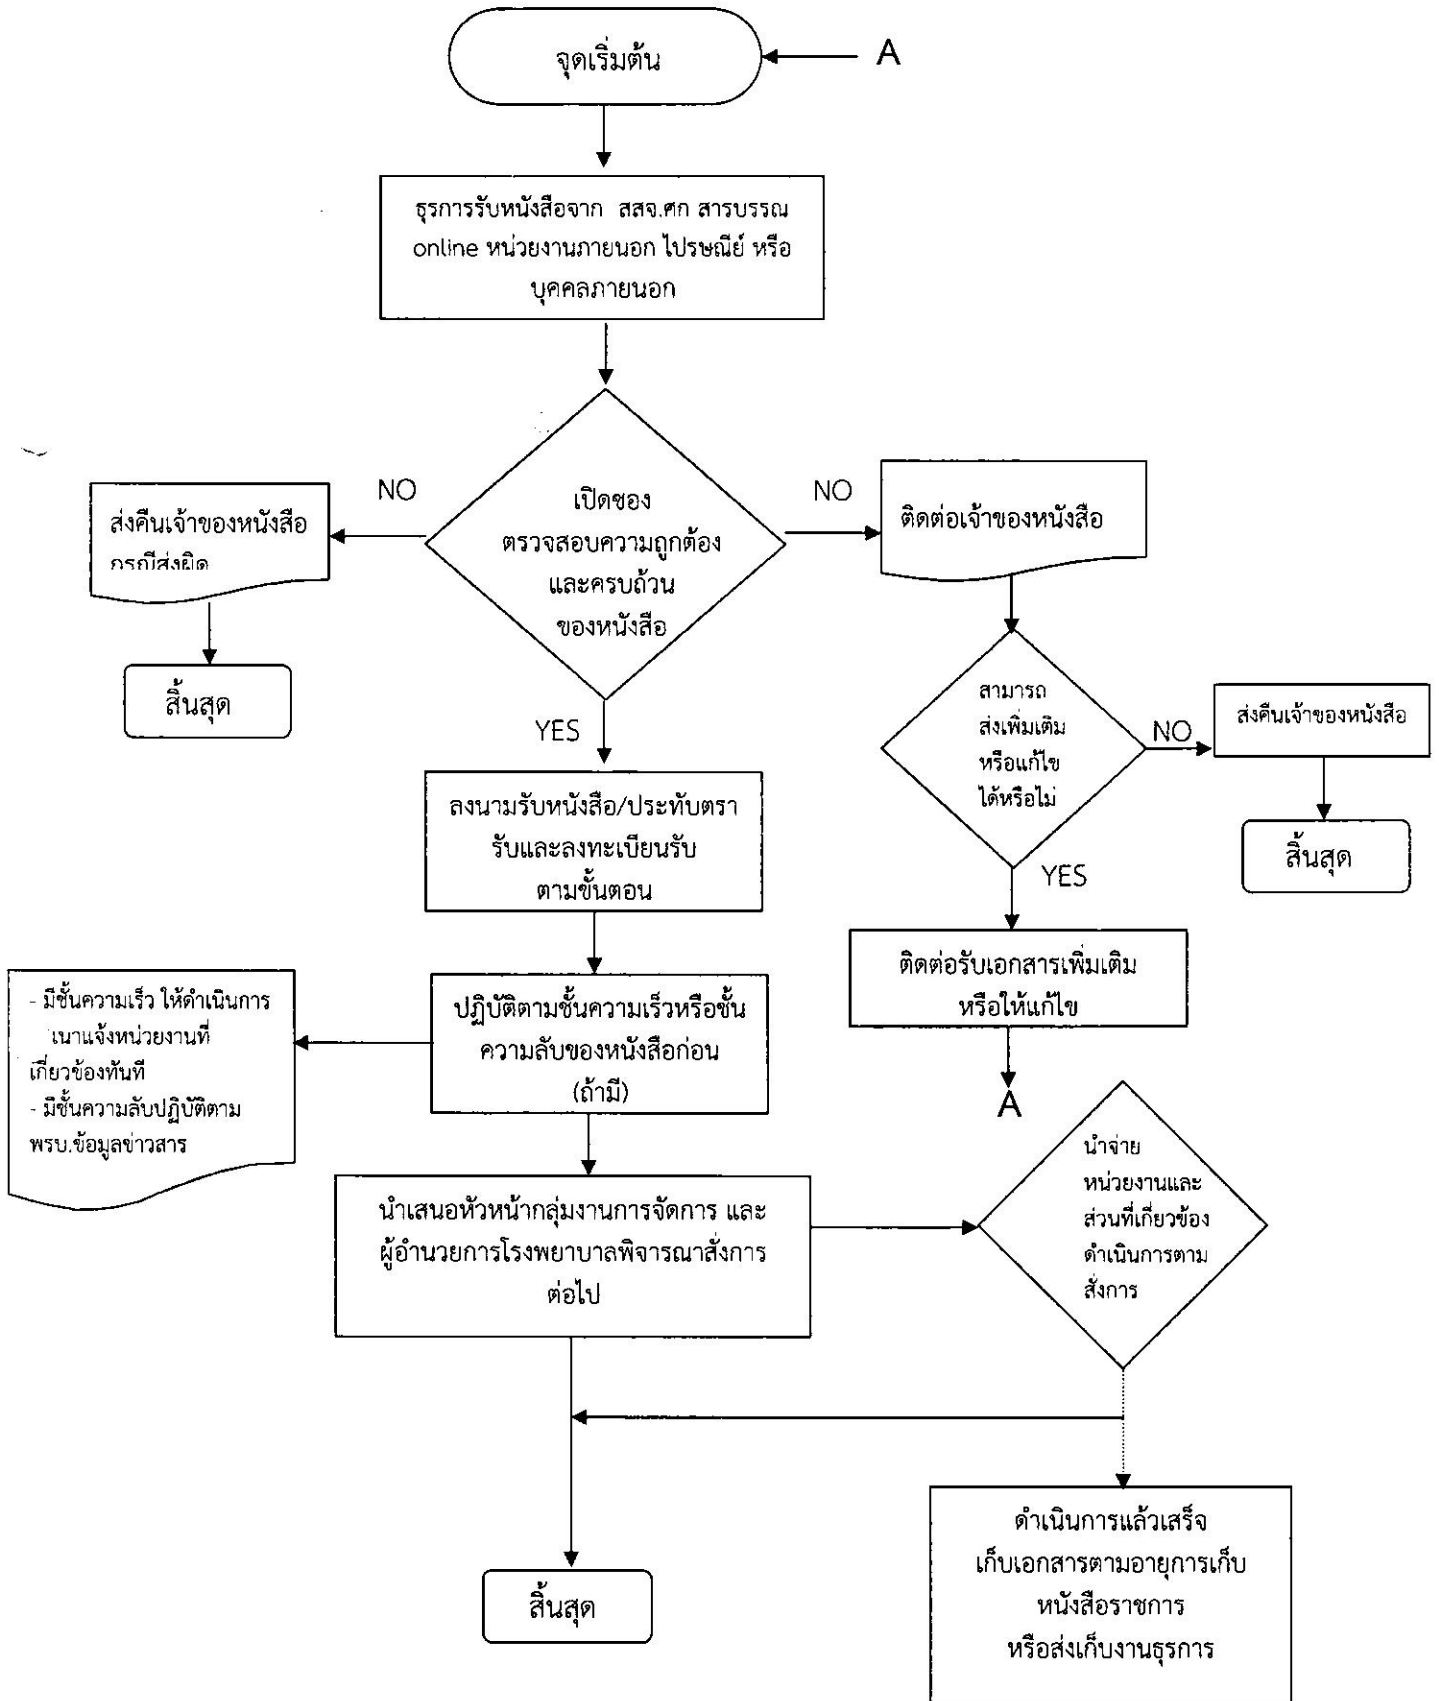 จุดเริ่มต้น
A
ธุรการรับหนังสือจาก สสจ.ศก สารบรรณ
online หน่วยงานภายนอก ไปรษณีย์ หรือ
บุคคลภายนอก
NO
NO
ส่งคืนเจ้าของหนังสือ
กรณีส่งผิด
เปิดซอง
ตรวจสอบความถูกต้อง
และครบถ้วน
ของหนังสือ
ติดต่อเจ้าของหนังสือ
สิ้นสุด
YES
สามารถ
ส่งเพิ่มเติม
หรือแก้ไข
ได้หรือไม่
NO
ส่งคืนเจ้าของหนังสือ
สิ้นสุด
ลงนามรับหนังสือ/ประทับตรา
รับและลงทะเบียนรับ
ตามขั้นตอน
YES
ติดต่อรับเอกสารเพิ่มเติม
หรือให้แก้ไข
A
- มีชั้นความเร็ว ให้ดำเนินการ
เนาแจ้งหน่วยงานที่
เกี่ยวข้องทันที
- มีชั้นความลับปฏิบัติตาม
พรบ.ข้อมูลข่าวสาร
ปฏิบัติตามชั้นความเร็วหรือชั้น
ความลับของหนังสือก่อน
(ถ้ามี)
นำเสนอหัวหน้ากลุ่มงานการจัดการ และ
ผู้อำนวยการโรงพยาบาลพิจารณาสั่งการ
ต่อไป
นำจ่าย
หน่วยงานและ
ส่วนที่เกี่ยวข้อง
ดำเนินการตาม
สั่งการ
สิ้นสุด
ดำเนินการแล้วเสร็จ
เก็บเอกสารตามอายุการเก็บ
หนังสือราชการ
หรือส่งเก็บงานธุรการ